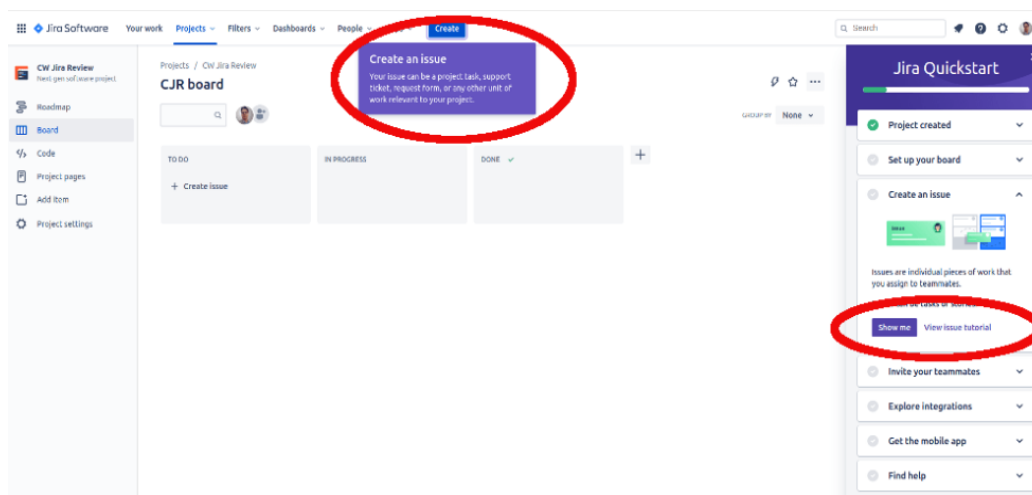 Jira Software
Your work Projects Filters Dashboards People Create
Search
CW Jira Review
Next-gen software project
Roadmap
Board
Code
Project pages
Add item
Project settings
Projects / CW Jira Review
CJR board
Create an issue
Your issue can be a project task, support
ticket, request form, or any other unit of
work relevant to your project.
GROUP BY None
TO DO
+ Create issue
IN PROGRESS
DONE
Jira Quickstart
Project created
Set up your board
Create an issue
Issues are individual pieces of work that
you assign to teammates.
be tasks or stories
Show me View issue tutorial
Invite your teammates
Explore integrations
Get the mobile app
Find help